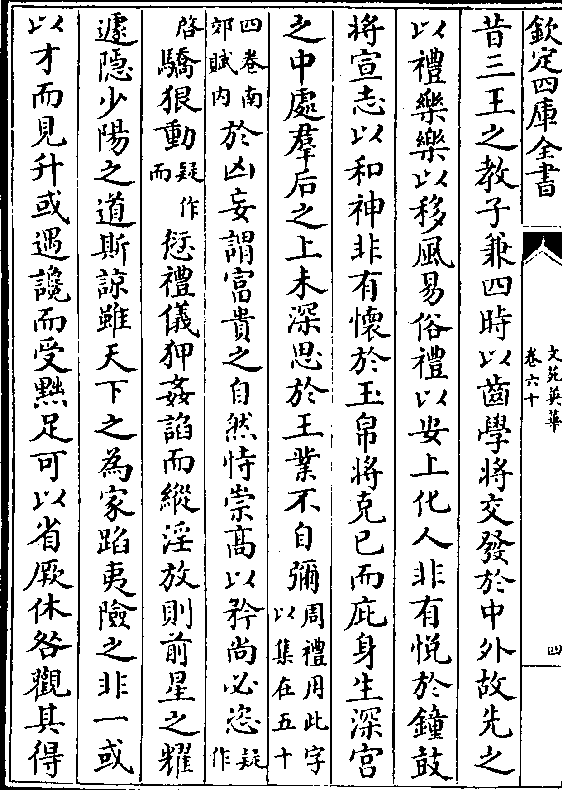 欽定四庫全書
文苑英華
卷六十
四
昔三王之教子兼四時以齒學將交發於中外故先之
以禮樂樂以移風易俗禮以安上化人非有悅於鐘鼓
將宣志以和神非有懷於玉帛將克已而庇身生深宮
之中處羣后之上未深思於王業不自彌周禮用此字以集在五十
四卷南郊賦内於凶妄謂富貴之自然恃崇髙以矜尚必恣疑作
啓驕狠動疑作而愆禮儀狎姦諂而縱淫放則前星之耀
遽隐少陽之道斯諒雖天下之為家蹈夷險之非一或
以才而見升或遇讒而受黜足可以省厥休咎觀其得